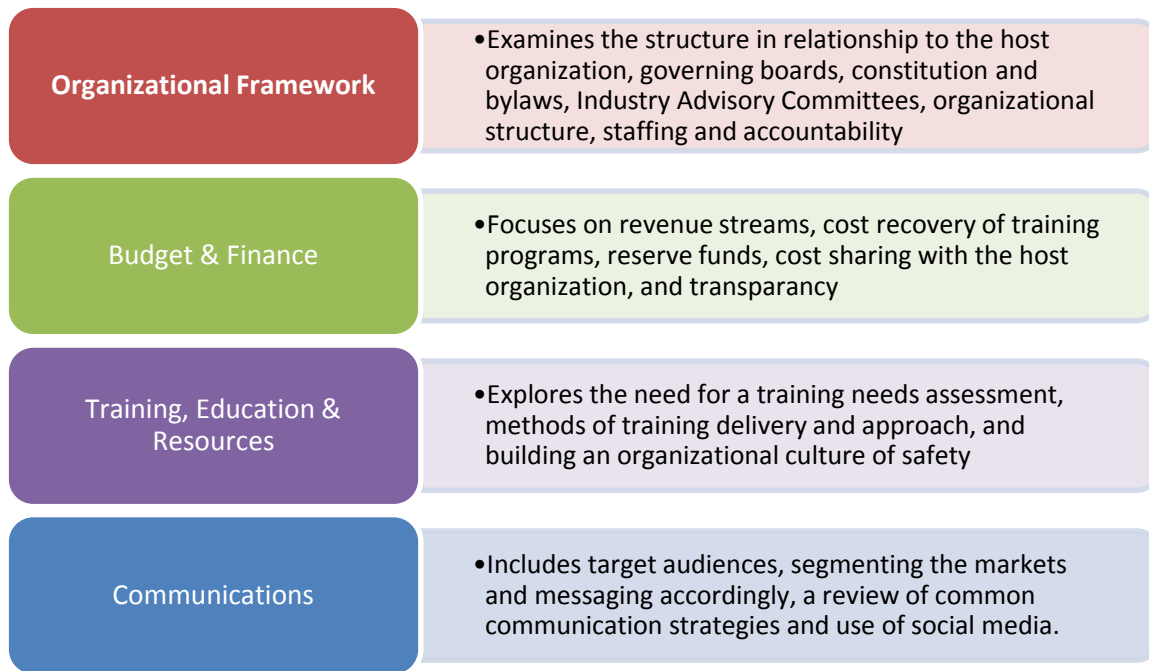 Organizational Framework
•Examines the structure in relationship to the host
organization, governing boards, constitution and
bylaws, Industry Advisory Committees, organizational
structure, staffing and accountability
Budget & Finance
•Focuses on revenue streams, cost recovery of training
programs, reserve funds, cost sharing with the host
organization, and transparancy
Training, Education &
Resources
•Explores the need for a training needs assessment,
methods of training delivery and approach, and
building an organizational culture of safety
Communications
•Includes target audiences, segmenting the markets
and messaging accordingly, a review of common
communication strategies and use of social media.